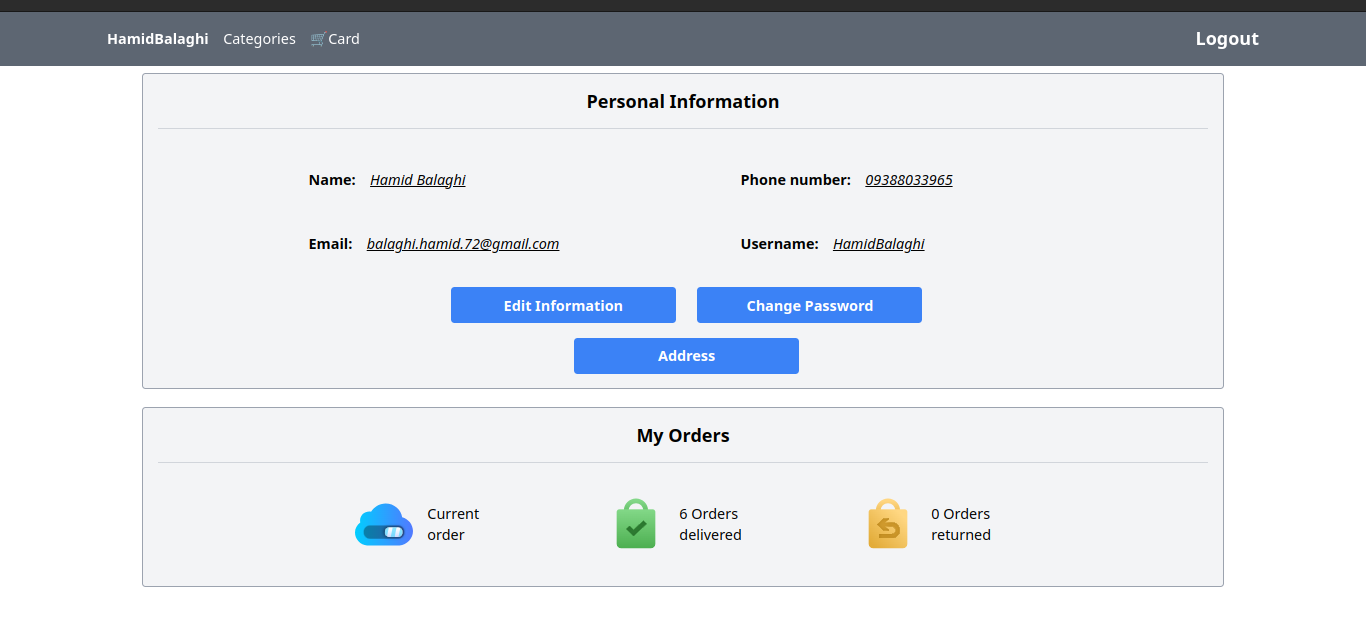 HamidBalaghi Categories 🛒Card Logout
Personal Information
Name: Hamid Balaghi Phone number: 09388033965
Email: balaghi.hamid.72@gmail.com Username: HamidBalaghi
Edit Information Change Password
Address
My Orders
Current order
6 Orders delivered
0 Orders returned